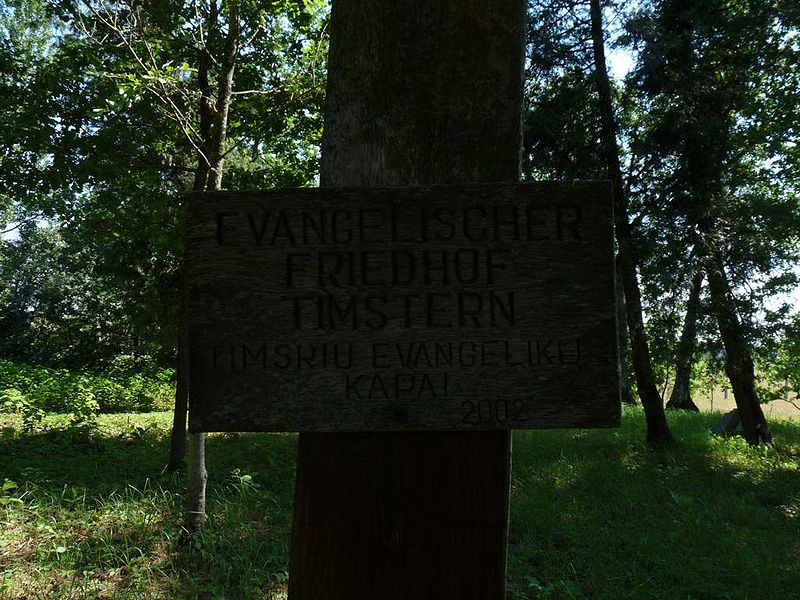 EVANGELISCHER
FRIEDHOF
TIMSTERN
TIMSRIU EVANGELIKU
KAPAI
2002